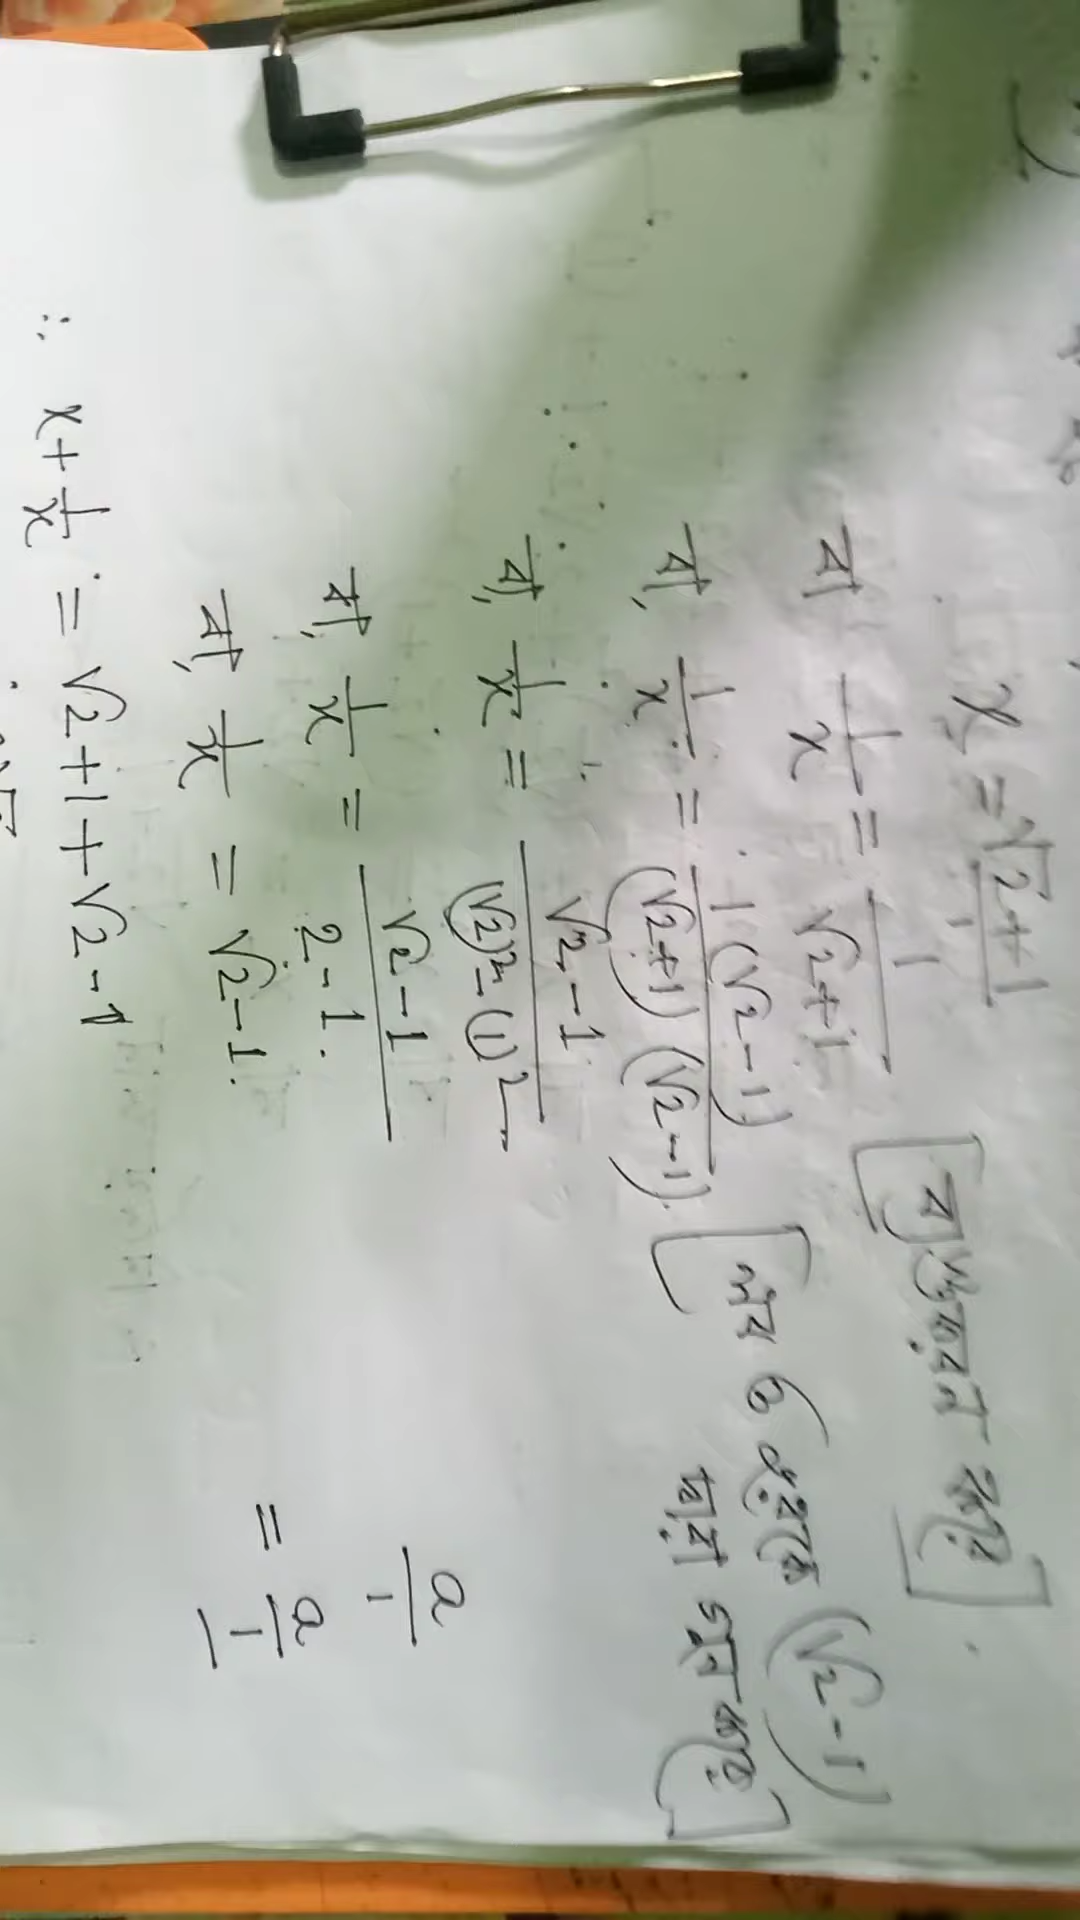 x = √2+1/1
বা 1/x = 1/√2+1 [ব্যস্তকরন করে]
বা, 1/x = 1(√2-1)/(√2+1)(√2-1) [লব ও হরকে (√2-1)
দ্বারা গুন করে]
বা, 1/x = √2-1/(√2)²-(1)²
বা, 1/x = √2-1/2-1.
বা, 1/x = √2-1.
a/1
= a/1
∴ x+1/x = √2+1+√2-1